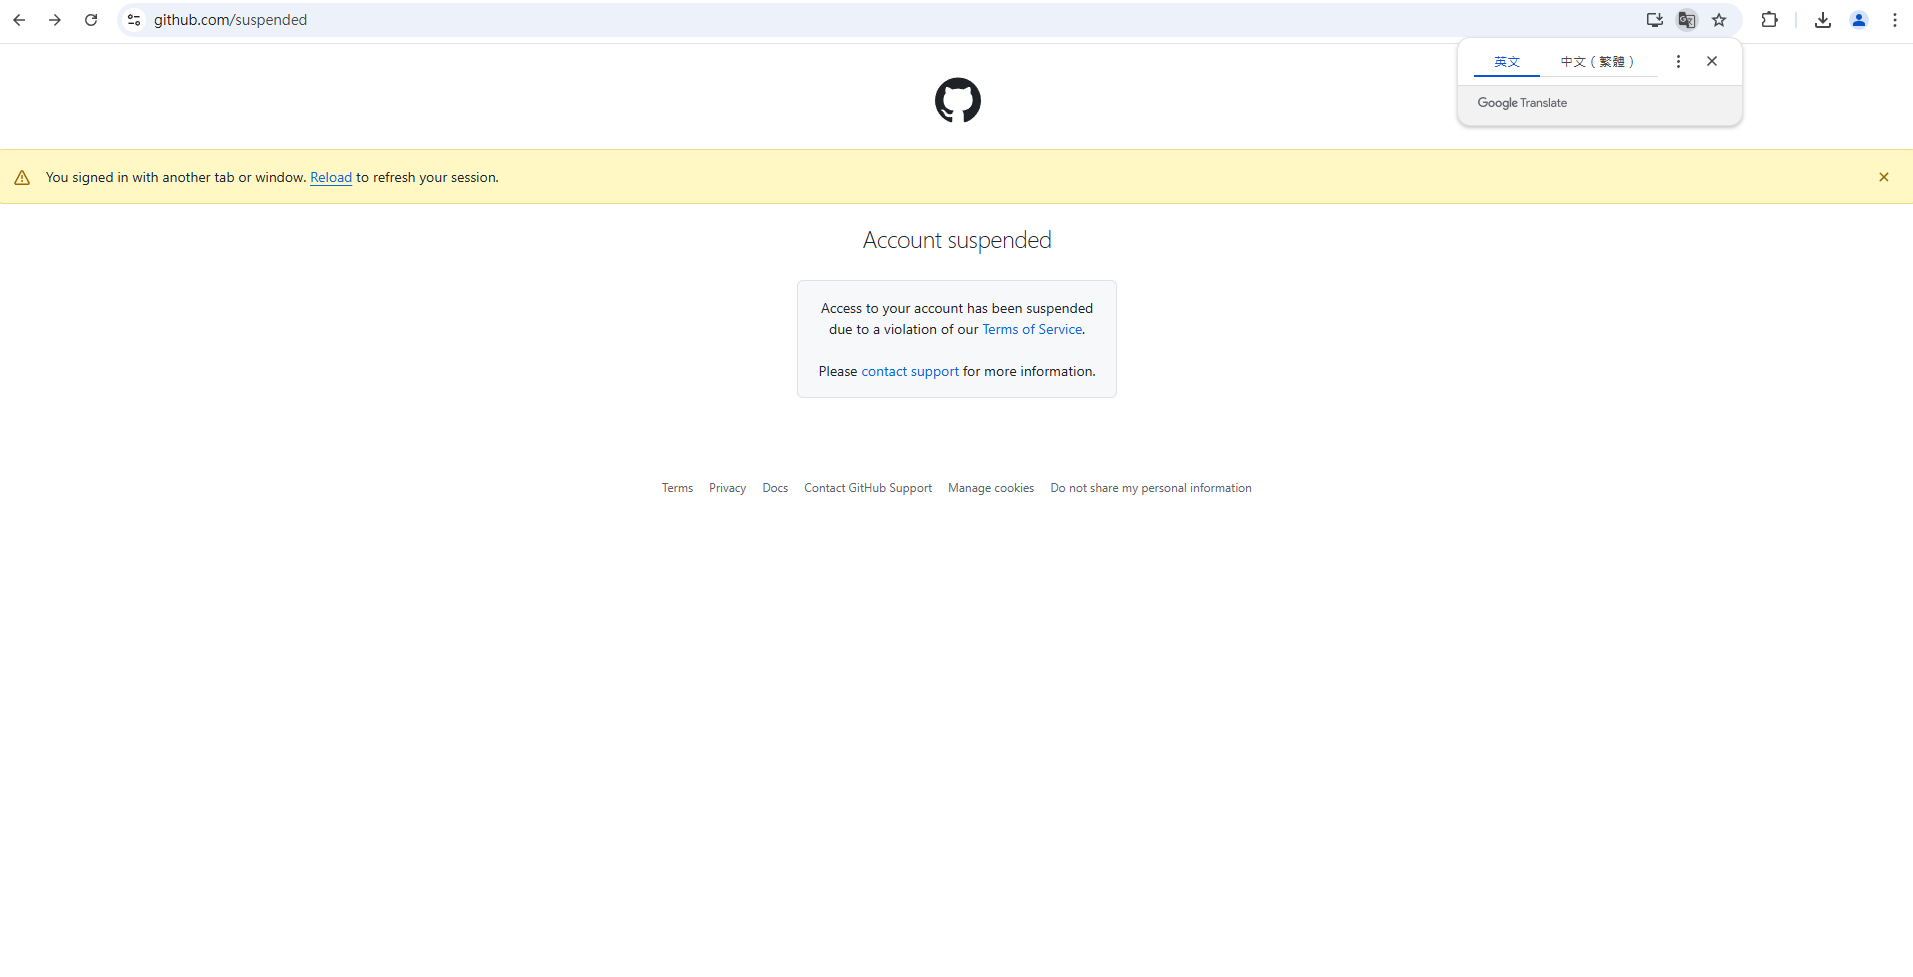 github.com/suspended
英文
中文（繁體）
Google Translate
You signed in with another tab or window. Reload to refresh your session.
Account suspended
Access to your account has been suspended
due to a violation of our Terms of Service.
Please contact support for more information.
Terms Privacy Docs Contact GitHub Support Manage cookies Do not share my personal information